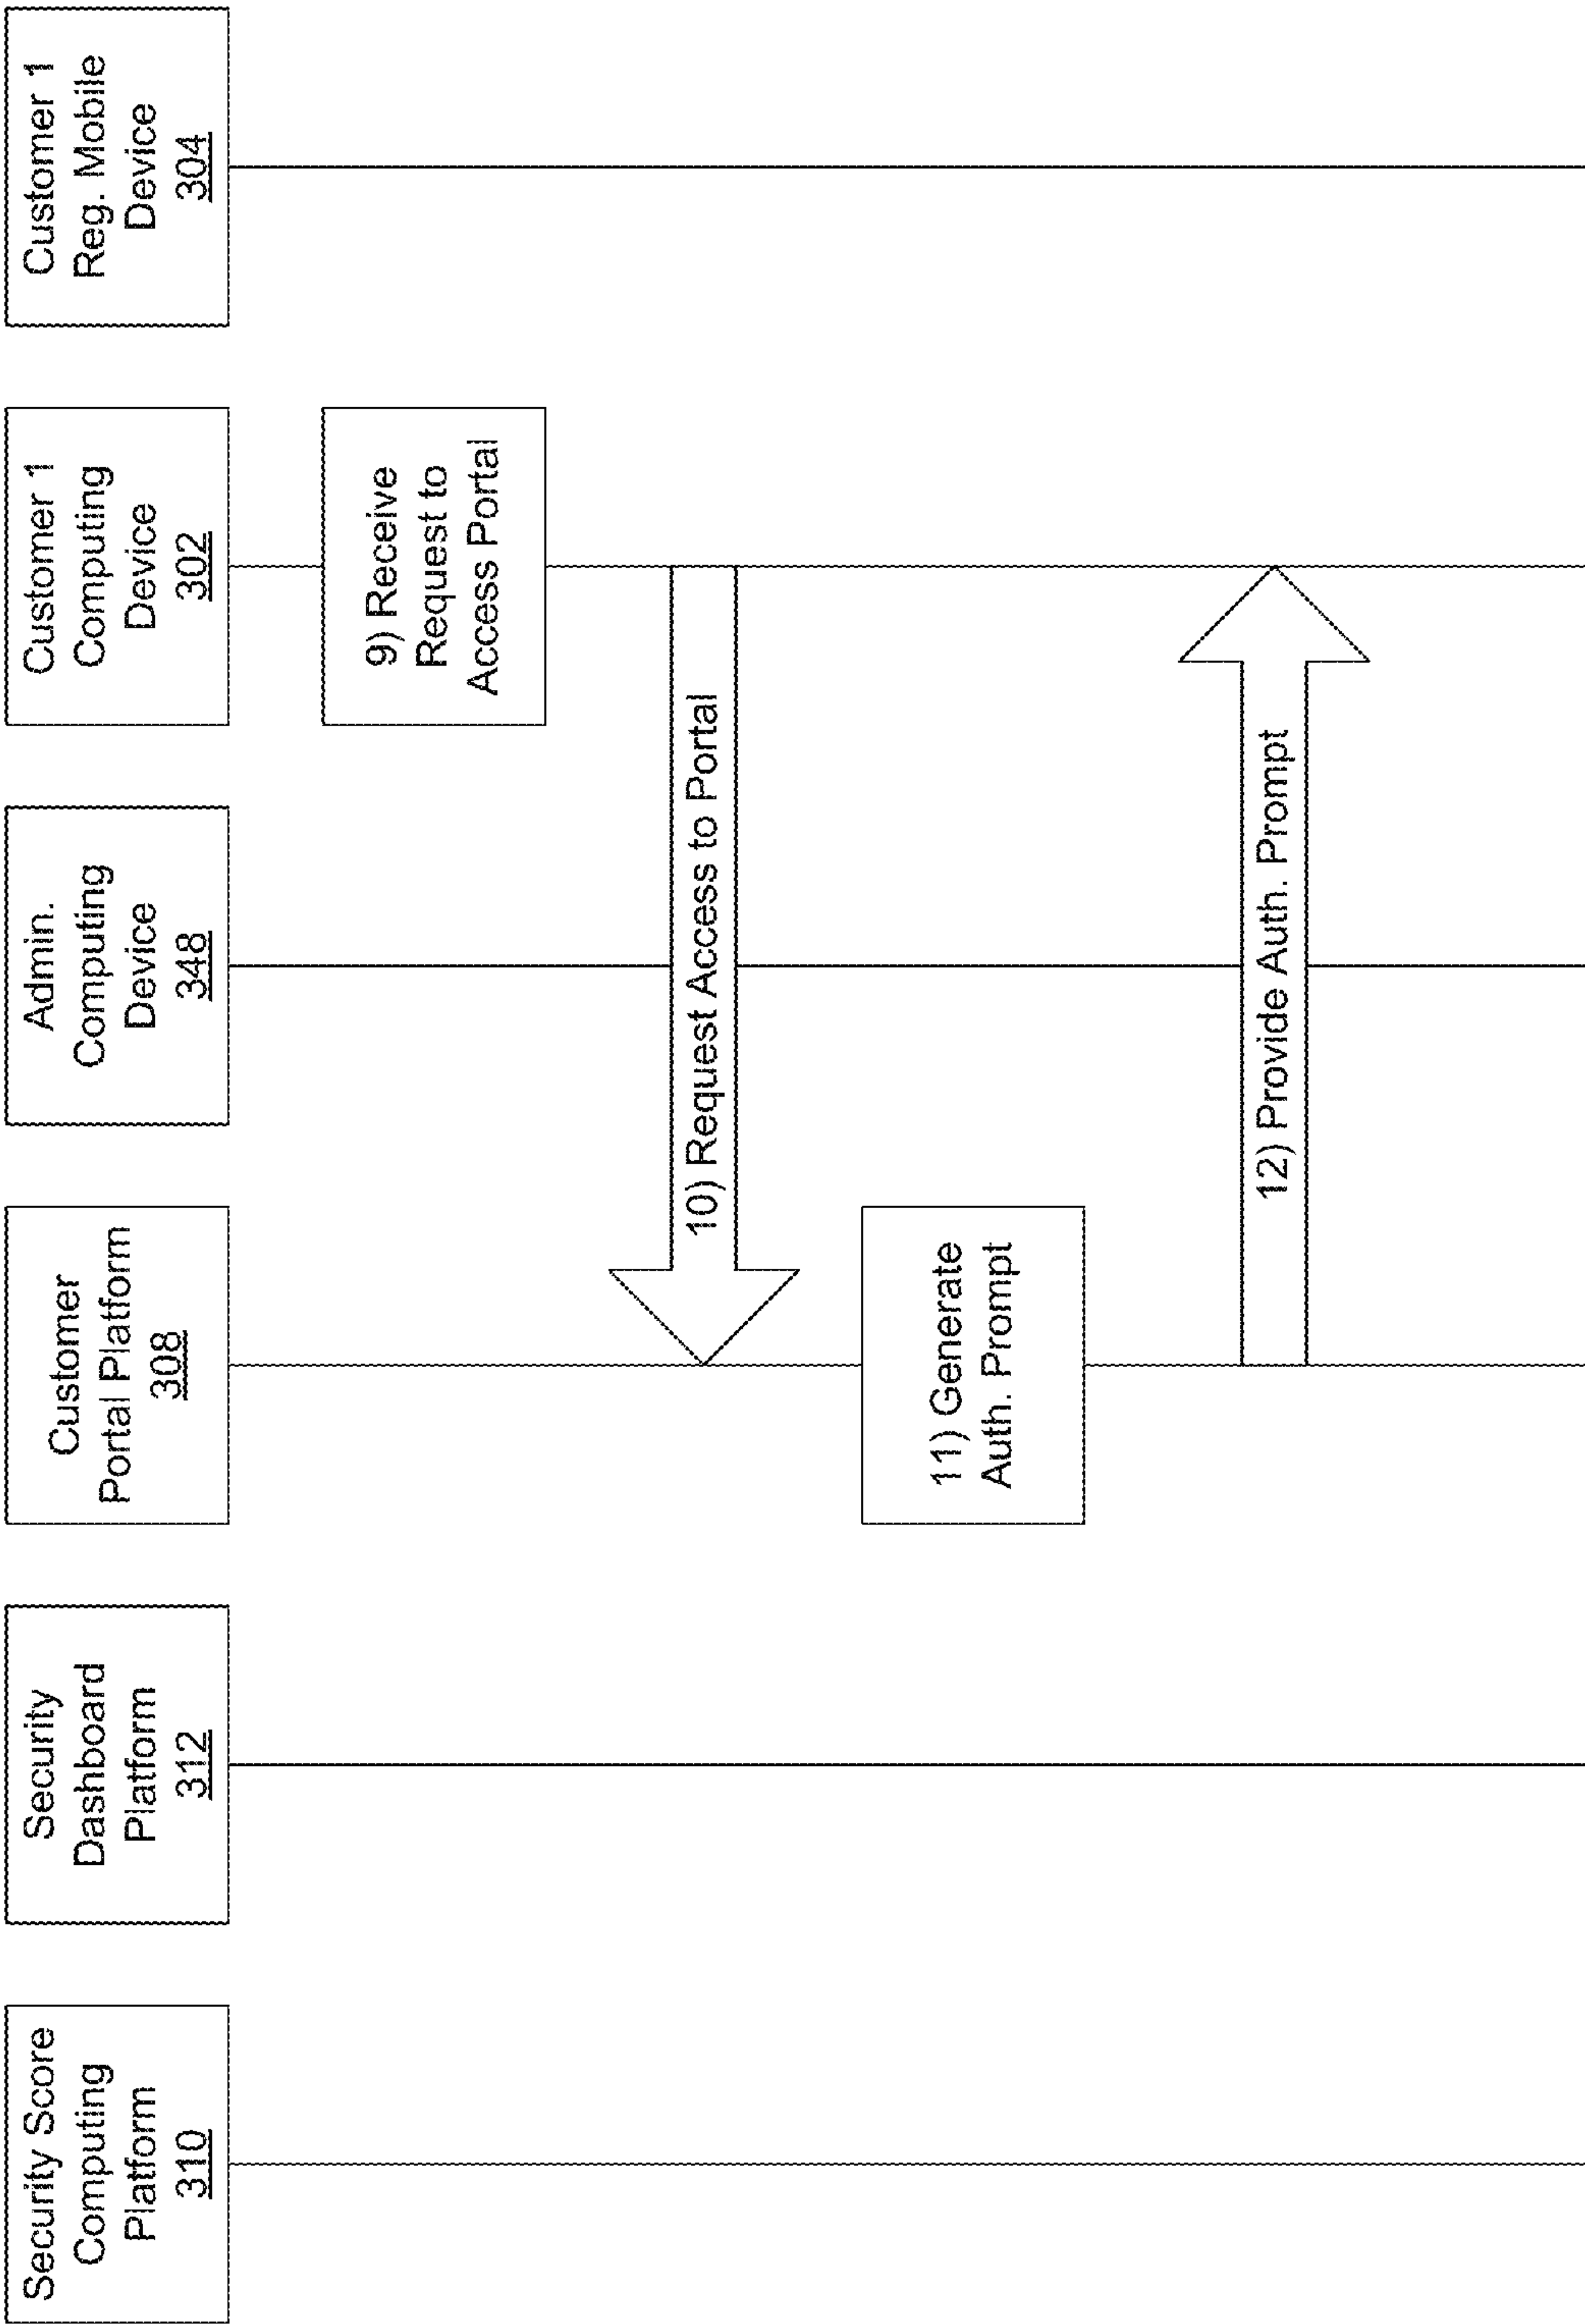 Security Score
Computing
Platform
310
Security
Dashboard
Platform
312
Customer
Portal Platform
308
Admin.
Computing
Device
348
Customer 1
Computing
Device
302
Customer 1
Reg. Mobile
Device
304
9) Receive
Request to
Access Portal
10) Request Access to Portal
11) Generate
Auth. Prompt
12) Provide Auth. Prompt